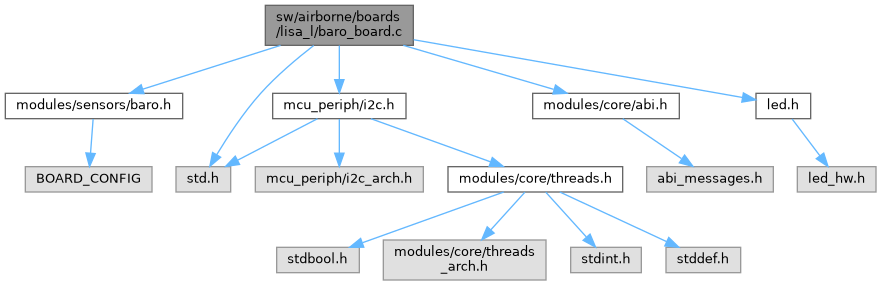 sw/airborne/boards
/lisa_l/baro_board.c
modules/sensors/baro.h
mcu_periph/i2c.h
modules/core/abi.h
led.h
BOARD_CONFIG
std.h
mcu_periph/i2c_arch.h
modules/core/threads.h
abi_messages.h
led_hw.h
stdbool.h
modules/core/threads
_arch.h
stdint.h
stddef.h